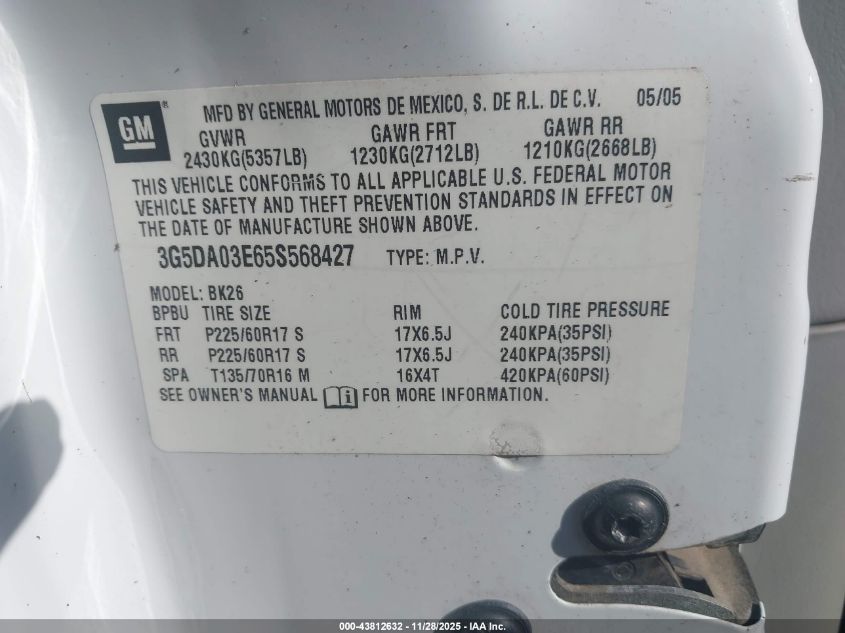 GM®
MFD BY GENERAL MOTORS DE MEXICO, S. DE R.L. DE C.V. 05/05
GVWR GAWR FRT GAWR RR
2430KG(5357LB) 1230KG(2712LB) 1210KG(2668LB)
THIS VEHICLE CONFORMS TO ALL APPLICABLE U.S. FEDERAL MOTOR
VEHICLE SAFETY AND THEFT PREVENTION STANDARDS IN EFFECT ON
THE DATE OF MANUFACTURE SHOWN ABOVE.
3G5DA03E65S568427 TYPE: M.P.V.
MODEL: BK26
BPBU TIRE SIZE RIM COLD TIRE PRESSURE
FRT P225/60R17 S 17X6.5J 240KPA(35PSI)
RR P225/60R17 S 17X6.5J 240KPA(35PSI)
SPA T135/70R16 M 16X4T 420KPA(60PSI)
SEE OWNER'S MANUAL i FOR MORE INFORMATION.
000-43812632 - 11/28/2025 - IAA Inc.